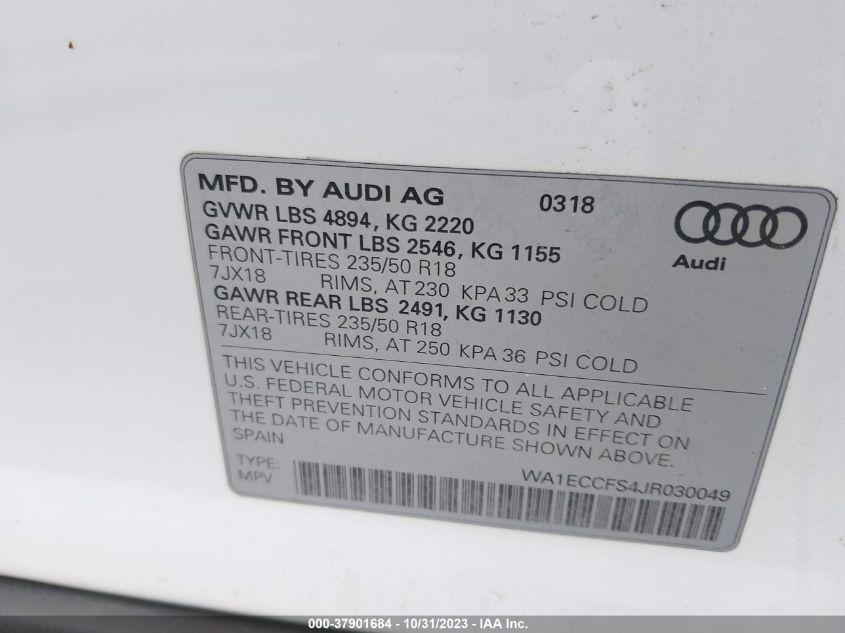 MFD. BY AUDI AG 0318
GVWR LBS 4894, KG 2220
GAWR FRONT LBS 2546, KG 1155
FRONT-TIRES 235/50 R18
7JX18 RIMS, AT 230 KPA 33 PSI COLD
GAWR REAR LBS 2491, KG 1130
REAR-TIRES 235/50 R18
7JX18 RIMS, AT 250 KPA 36 PSI COLD
Audi
THIS VEHICLE CONFORMS TO ALL APPLICABLE
U.S. FEDERAL MOTOR VEHICLE SAFETY AND
THEFT PREVENTION STANDARDS IN EFFECT ON
THE DATE OF MANUFACTURE SHOWN ABOVE.
SPAIN
TYPE: WA1ECCFS4JR030049
MPV
000-37901684 - 10/31/2023 - IAA Inc.